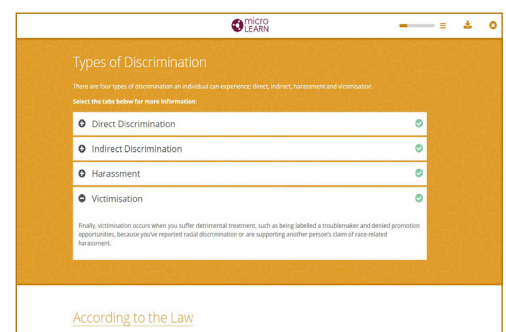 micro
LEARN
Types of Discrimination
There are four types of discrimination an individual can experience; direct, indirect, harassment and victimisation.
Select the tabs below for more information:
Direct Discrimination
Indirect Discrimination
Harassment
Victimisation
Finally, victimisation occurs when you suffer detrimental treatment, such as being labelled a troublemaker and denied promotion
opportunities, because you've reported racial discrimination or are supporting another person's claim of race-related
harassment.
According to the Law